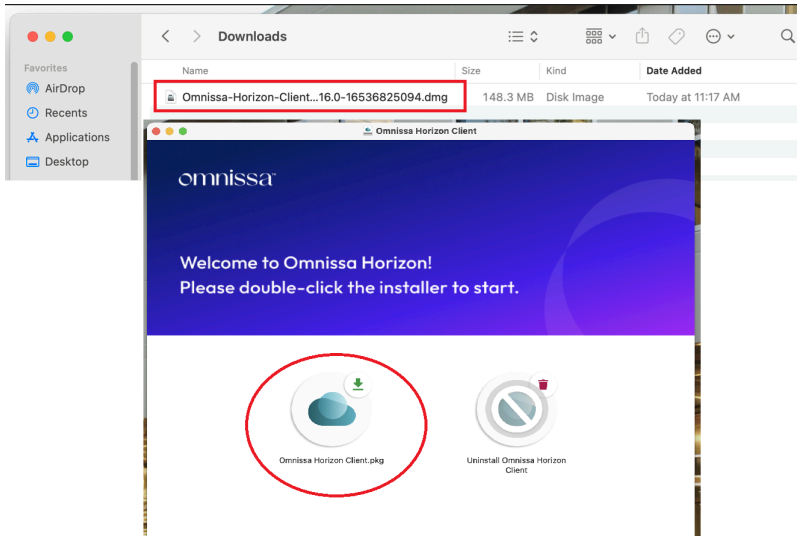 Downloads
Favorites
AirDrop
Recents
Applications
Desktop
Name Size Kind Date Added
Omnissa-Horizon-Client...16.0-16536825094.dmg 148.3 MB Disk Image Today at 11:17 AM
Omnissa Horizon Client
omnissa™
Welcome to Omnissa Horizon!
Please double-click the installer to start.
Omnissa Horizon Client.pkg
Uninstall Omnissa Horizon
Client